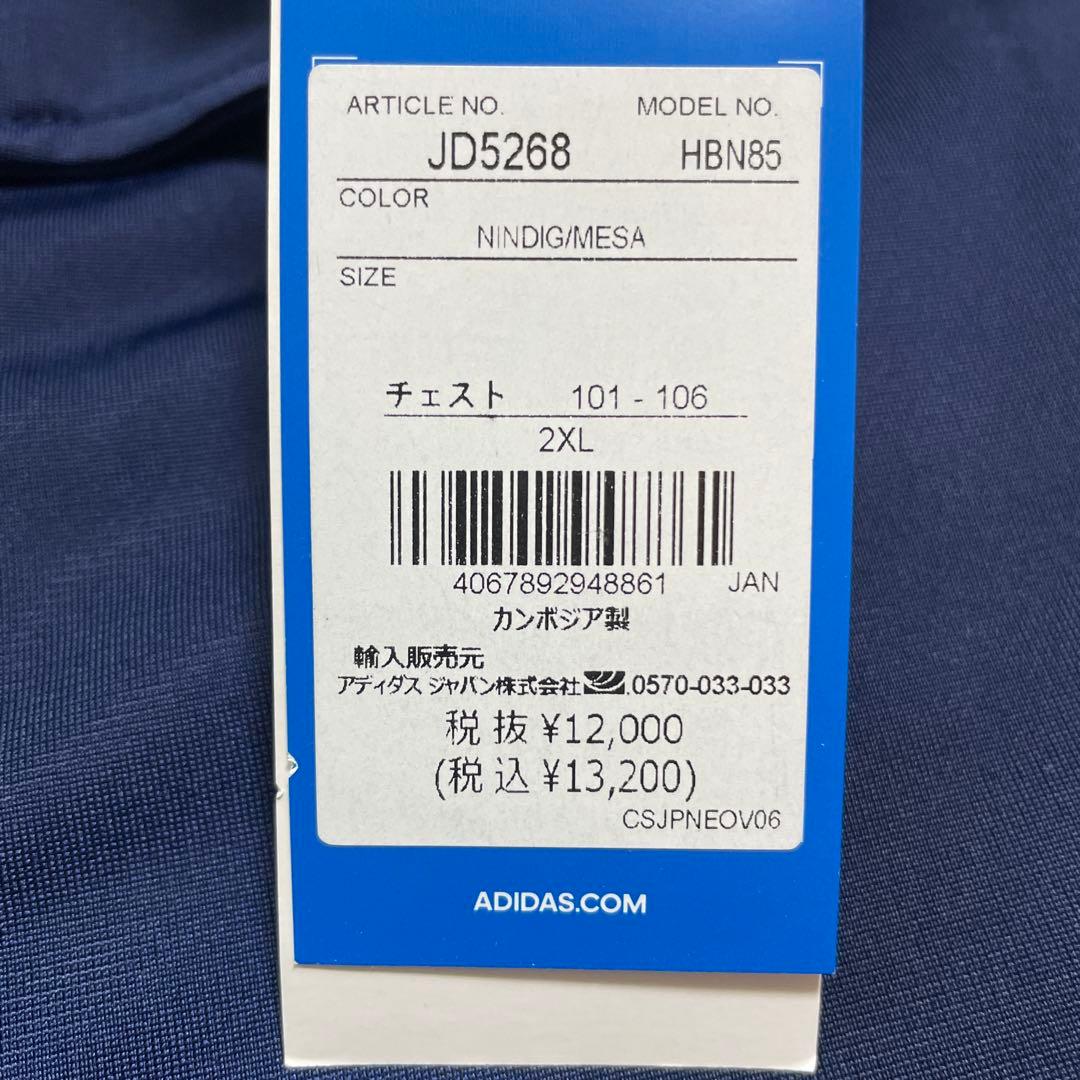 ARTICLE NO. MODEL NO.
JD5268 HBN85
COLOR
NINDIG/MESA
SIZE
チェスト 101 - 106
2XL
4067892948861 JAN
カンボジア製
輸入販売元
アディダス ジャパン株式会社 0570-033-033
税抜 ¥12,000
(税込 ¥13,200)
CSJPNEOV06
ADIDAS.COM